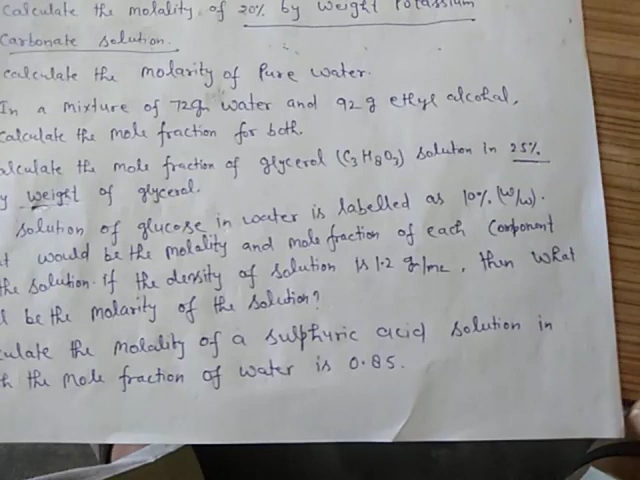 Calculate the molality of 20% by weight Potassium
Carbonate solution.
Calculate the molarity of Pure water.
In a mixture of 72gm water and 92 g ethyl alcohol,
Calculate the mole fraction for both.
alculate the mole fraction of glycerol (C3H8O3) solution in 25%
y weight of glycerol.
solution of glucose in water is labelled as 10% (w/w).
t would be the molality and mole fraction of each Component
the solution. if the density of solution is 1.2 g/mL, then what
l be the molarity of the solution?
culate the molality of a sulphuric acid solution in
h the mole fraction of water is 0.85.